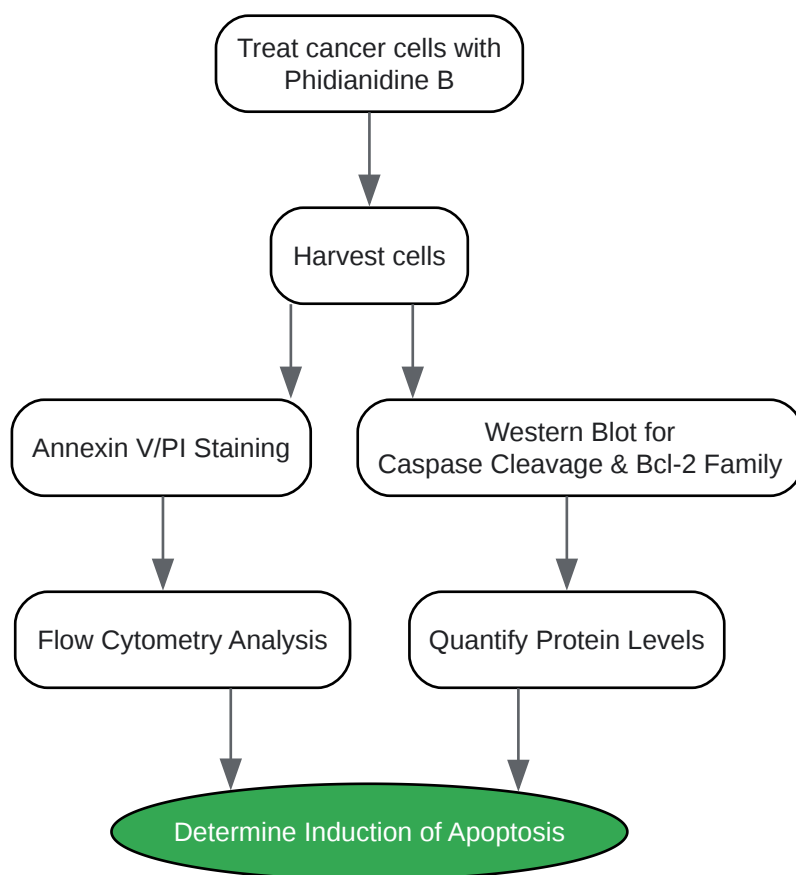 Treat cancer cells with
Phidianidine B
Harvest cells
Annexin V/PI Staining
Western Blot for
Caspase Cleavage & Bcl-2 Family
Flow Cytometry Analysis
Quantify Protein Levels
Determine Induction of Apoptosis